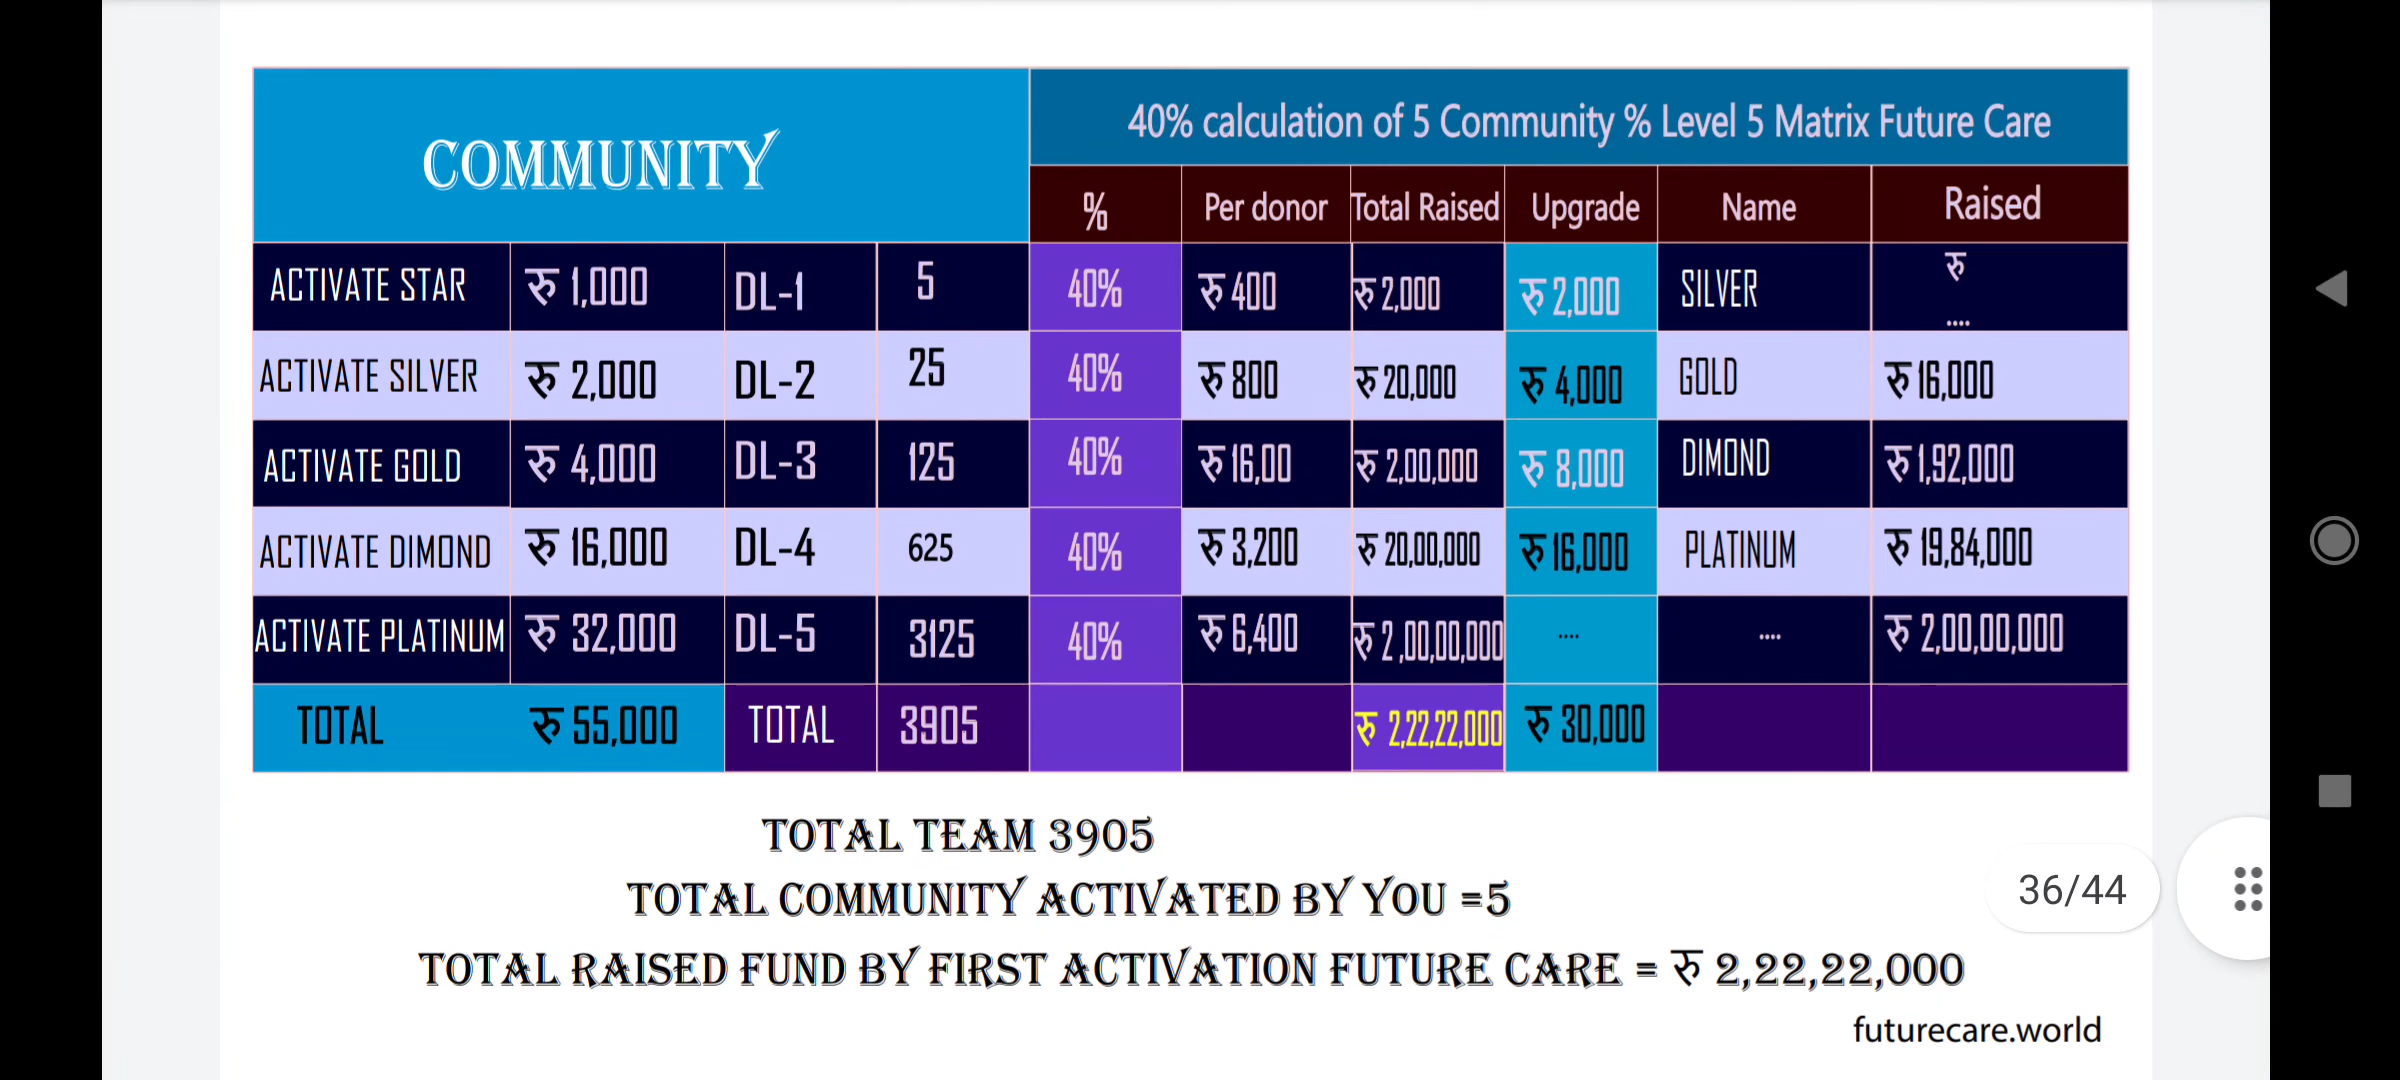 COMMUNITY
40% calculation of 5 Community % Level 5 Matrix Future Care
% Per donor Total Raised Upgrade Name Raised
ACTIVATE STAR रु 1,000 DL-1 5 40% रु 400 रु 2,000 रु 2,000 SILVER रु ....
ACTIVATE SILVER रु 2,000 DL-2 25 40% रु 800 रु 20,000 रु 4,000 GOLD रु 16,000
ACTIVATE GOLD रु 4,000 DL-3 125 40% रु 16,00 रु 2,00,000 रु 8,000 DIMOND रु 1,92,000
ACTIVATE DIMOND रु 16,000 DL-4 625 40% रु 3,200 रु 20,00,000 रु 16,000 PLATINUM रु 19,84,000
ACTIVATE PLATINUM रु 32,000 DL-5 3125 40% रु 6,400 रु 2 ,00,00,000 .... .... रु 2,00,00,000
TOTAL रु 55,000 TOTAL 3905 रु 2,22,22,000 रु 30,000
TOTAL TEAM 3905
TOTAL COMMUNITY ACTIVATED BY YOU =5
36/44
TOTAL RAISED FUND BY FIRST ACTIVATION FUTURE CARE = रु 2,22,22,000
futurecare.world